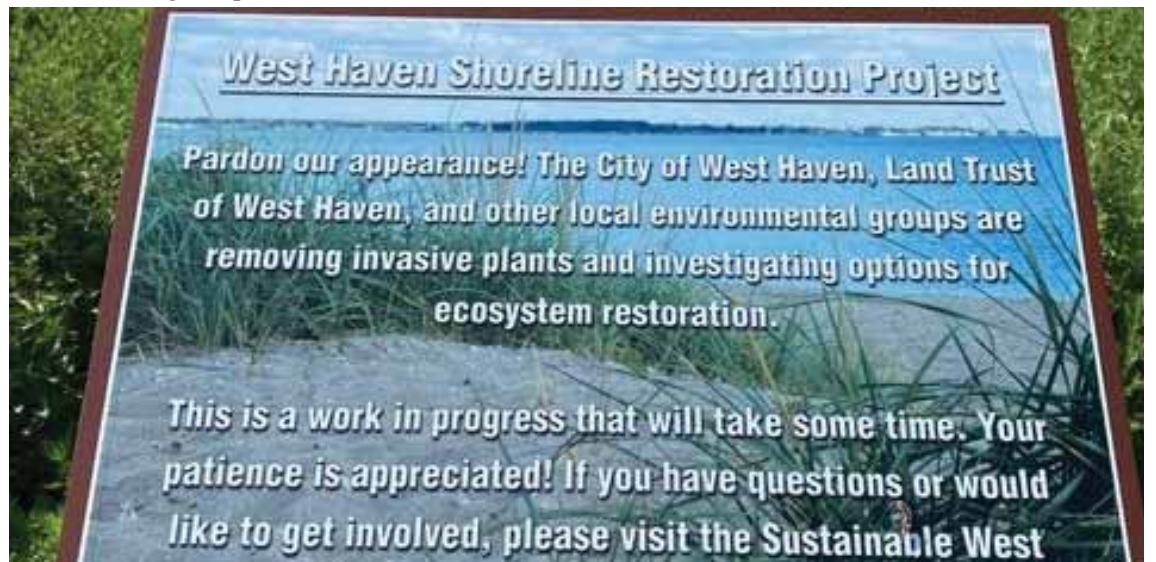 West Haven Shoreline Restoration Project
Pardon our appearance! The City of West Haven, Land Trust
of West Haven, and other local environmental groups are
removing invasive plants and investigating options for
ecosystem restoration.
This is a work in progress that will take some time. Your
patience is appreciated! If you have questions or would
like to get involved, please visit the Sustainable West